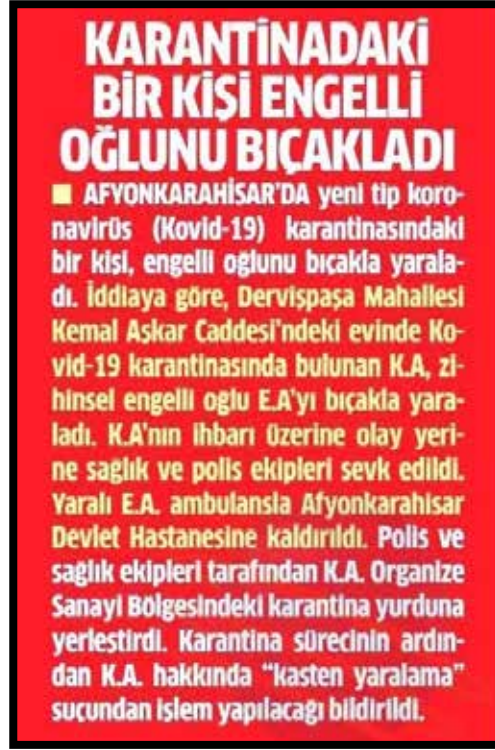 KARANTİNADAKİ
BİR KİŞİ ENGELLİ
OĞLUNU BIÇAKLADI
AFYONKARAHİSAR'DA yeni tip koro-
navirüs (Kovid-19) karantinasındaki
bir kişi, engelli oğlunu bıçakla yarala-
dı. İddiaya göre, Dervişpaşa Mahallesi
Kemal Aşkar Caddesi'ndeki evinde Ko-
vid-19 karantinasında bulunan K.A, zi-
hinsel engelli oğlu E.A'yı bıçakla yara-
ladı. K.A'nın ihbarı üzerine olay yeri-
ne sağlık ve polis ekipleri sevk edildi.
Yaralı E.A. ambulansla Afyonkarahisar
Devlet Hastanesine kaldırıldı. Polis ve
sağlık ekipleri tarafından K.A. Organize
Sanayi Bölgesindeki karantina yurduna
yerleştirdi. Karantina sürecinin ardın-
dan K.A. hakkında “kasten yaralama”
suçundan işlem yapılacağı bildirildi.